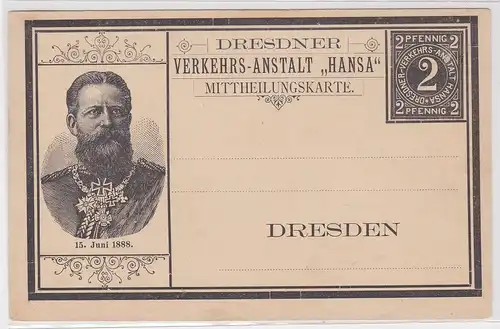 DRESDNER
VERKEHRS-ANSTALT „HANSA“
MITTHEILUNGSKARTE.
2 PFENNIG 2
DRESDNER-VERKEHRS-ANSTALT HANSA
2
2 PFENNIG 2
15. Juni 1888.
DRESDEN